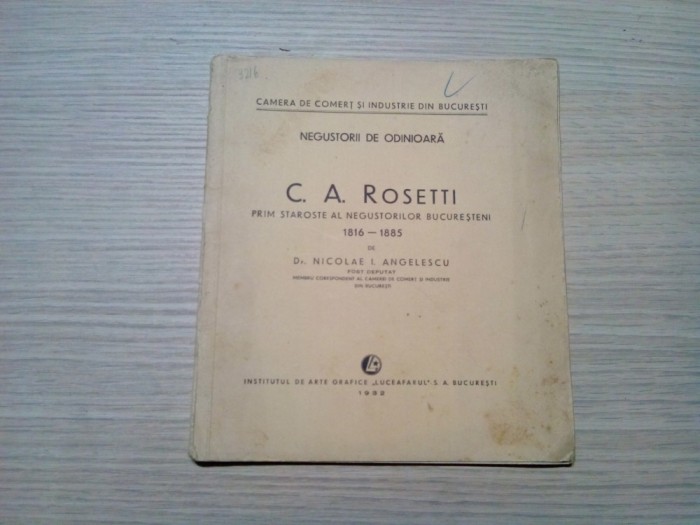 CAMERA DE COMERȚ ȘI INDUSTRIE DIN BUCUREȘTI
NEGUSTORII DE ODINIOARĂ
C. A. ROSETTI
PRIM STAROSTE AL NEGUSTORILOR BUCUREȘTENI
1816 — 1885
DE
Dr. NICOLAE I. ANGELESCU
FOST DEPUTAT
MEMBRU CORESPONDENT AL CAMEREI DE COMERȚ ȘI INDUSTRIE
DIN BUCUREȘTI
INSTITUTUL DE ARTE GRAFICE „LUCEAFARUL" S. A. BUCUREȘTI
1932